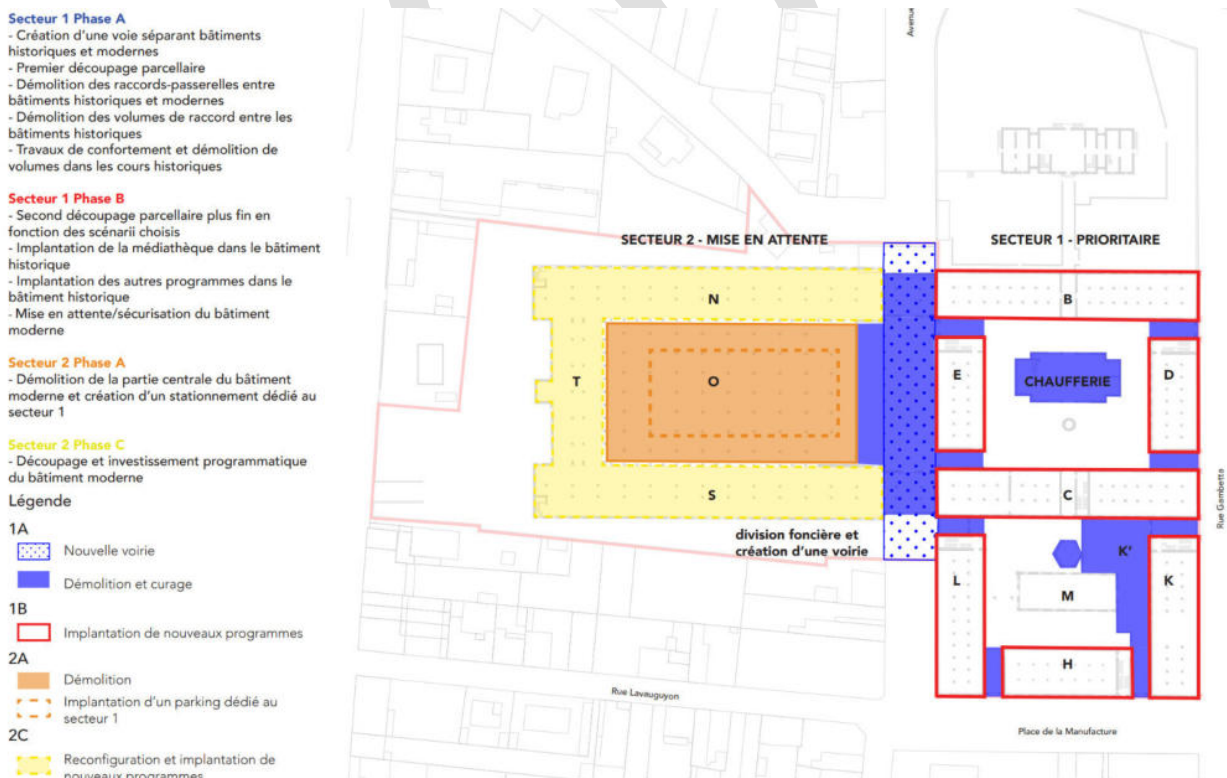 Secteur 1 Phase A
- Création d'une voie séparant bâtiments
historiques et modernes
- Premier découpage parcellaire
- Démolition des raccords-passerelles entre
bâtiments historiques et modernes
- Démolition des volumes de raccord entre les
bâtiments historiques
- Travaux de confortement et démolition de
volumes dans les cours historiques
Secteur 1 Phase B
- Second découpage parcellaire plus fin en
fonction des scénarii choisis
- Implantation de la médiathèque dans le bâtiment
historique
- Implantation des autres programmes dans le
bâtiment historique
- Mise en attente/sécurisation du bâtiment
moderne
Secteur 2 Phase A
- Démolition de la partie centrale du bâtiment
moderne et création d'un stationnement dédié au
secteur 1
Secteur 2 Phase C
- Découpage et investissement programmatique
du bâtiment moderne
Légende
1A
Nouvelle voirie
Démolition et curage
1B
Implantation de nouveaux programmes
2A
Démolition
Implantation d'un parking dédié au
secteur 1
2C
Reconfiguration et implantation de
nouveaux programmes
Avenue
SECTEUR 2 - MISE EN ATTENTE
SECTEUR 1 - PRIORITAIRE
N
B
T
O
E
CHAUFFERIE
D
S
C
Rue Gambetta
division foncière et
création d'une voirie
K'
L
M
K
H
Rue Lavauguyon
Place de la Manufacture